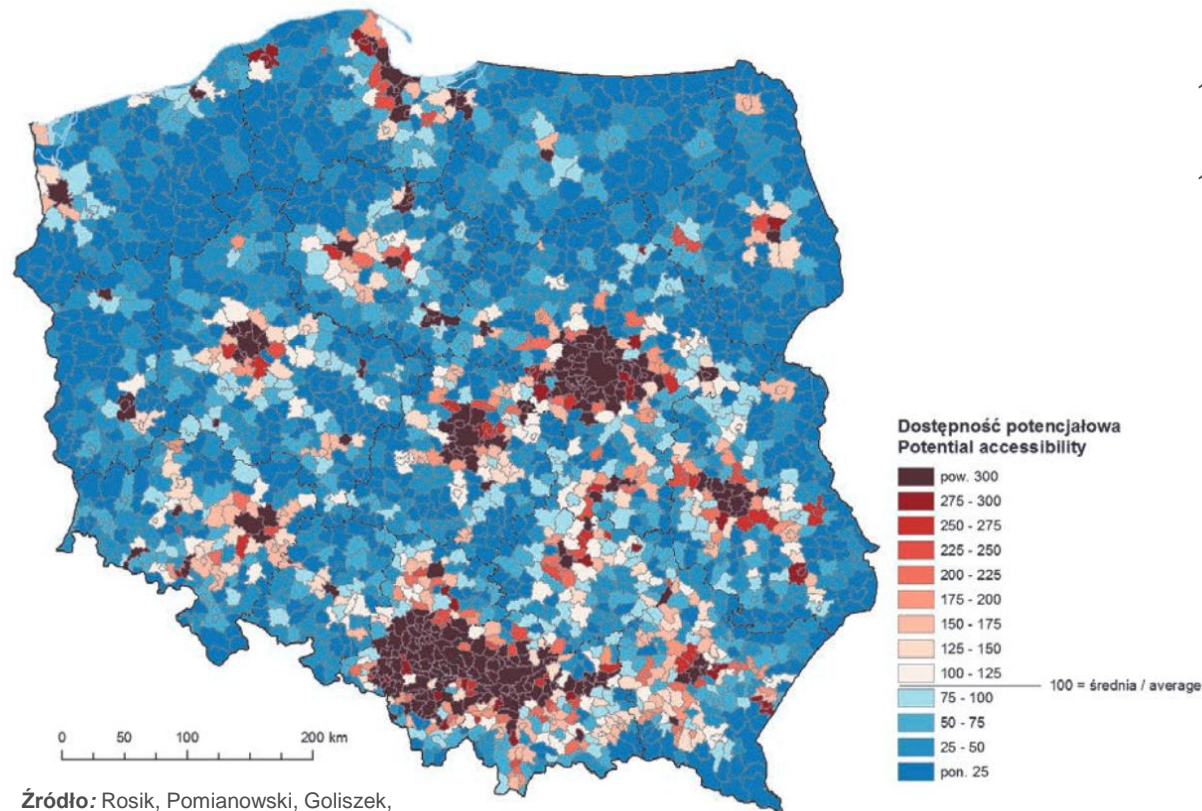 Dostępność potencjałowa
Potential accessibility
pow. 300
275 - 300
250 - 275
225 - 250
200 - 225
175 - 200
150 - 175
125 - 150
100 - 125
100 = średnia / average
75 - 100
50 - 75
25 - 50
pon. 25
0 50 100 200 km
Źródło: Rosik, Pomianowski, Goliszek,